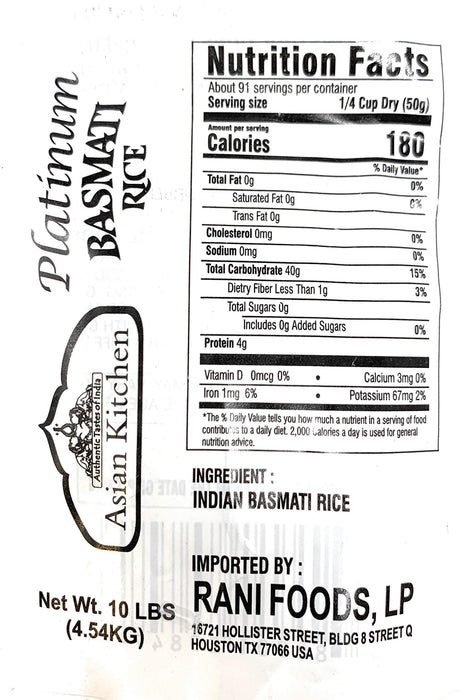 Platinum
BASMATI
RICE
Authentic Tastes of India
Asian Kitchen
Net Wt. 10 LBS
(4.54KG)
Nutrition Facts
About 91 servings per container
Serving size 1/4 Cup Dry (50g)
Amount per serving
Calories 180
% Daily Value*
Total Fat 0g 0%
Saturated Fat 0g 0%
Trans Fat 0g
Cholesterol 0mg 0%
Sodium 0mg 0%
Total Carbohydrate 40g 15%
Dietry Fiber Less Than 1g 3%
Total Sugars 0g
Includes 0g Added Sugars 0%
Protein 4g
Vitamin D 0mcg 0% • Calcium 3mg 0%
Iron 1mg 6% • Potassium 67mg 2%
*The % Daily Value tells you how much a nutrient in a serving of food
contributes to a daily diet. 2,000 Calories a day is used for general
nutrition advice.
INGREDIENT :
INDIAN BASMATI RICE
IMPORTED BY :
RANI FOODS, LP
16721 HOLLISTER STREET, BLDG 8 STREET Q
HOUSTON TX 77066 USA